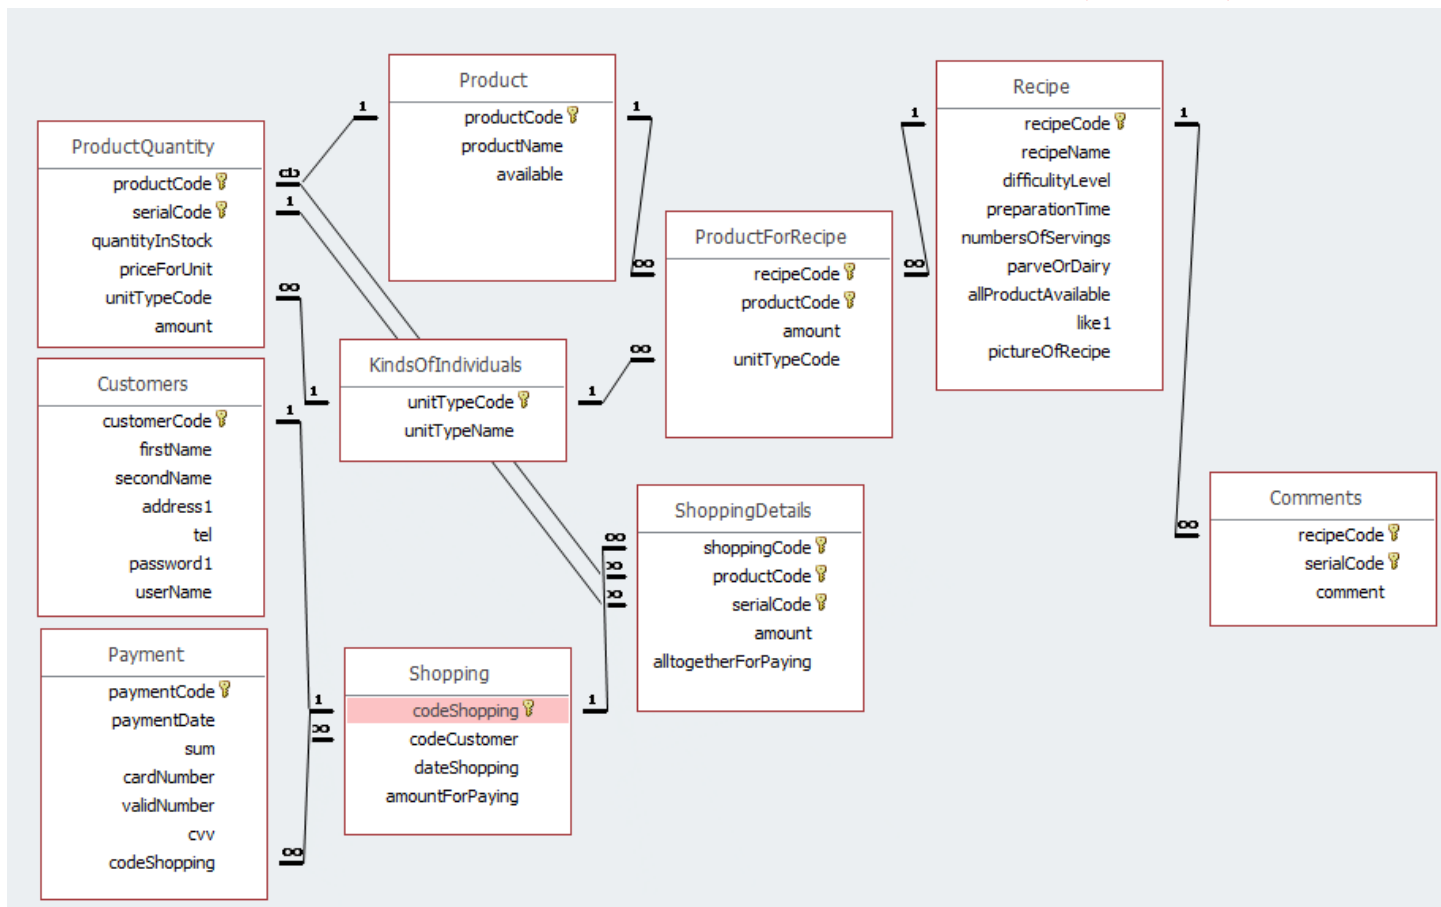 Product
productCode
productName
available
ProductQuantity
productCode
serialCode
quantityInStock
priceForUnit
unitTypeCode
amount
Recipe
recipeCode
recipeName
difficulityLevel
preparationTime
numbersOfServings
parveOrDairy
allProductAvailable
like1
pictureOfRecipe
ProductForRecipe
recipeCode
productCode
amount
unitTypeCode
KindsOfIndividuals
unitTypeCode
unitTypeName
Customers
customerCode
firstName
secondName
address1
tel
password1
userName
ShoppingDetails
shoppingCode
productCode
serialCode
amount
alltogetherForPaying
Comments
recipeCode
serialCode
comment
Payment
paymentCode
paymentDate
sum
cardNumber
validNumber
cvv
codeShopping
Shopping
codeShopping
codeCustomer
dateShopping
amountForPaying
1
1
1
1
∞
1
∞
∞
∞
∞
1
1
1
∞
∞
∞
∞
1
∞
1
∞